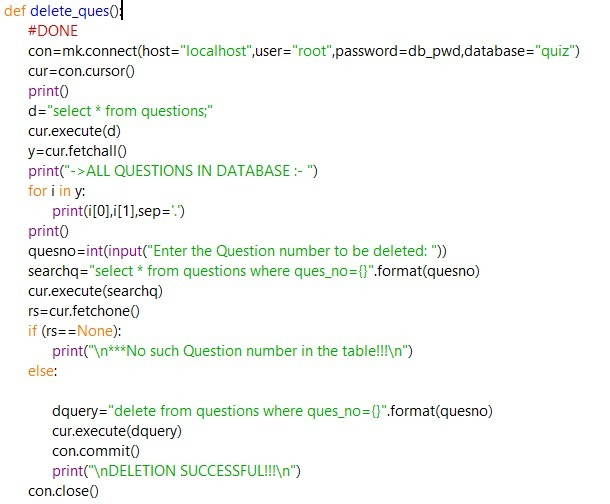 def delete_ques():
    #DONE
    con=mk.connect(host="localhost",user="root",password=db_pwd,database="quiz")
    cur=con.cursor()
    print()
    d="select * from questions;"
    cur.execute(d)
    y=cur.fetchall()
    print("->ALL QUESTIONS IN DATABASE :- ")
    for i in y:
        print(i[0],i[1],sep='.')
    print()
    quesno=int(input("Enter the Question number to be deleted: "))
    searchq="select * from questions where ques_no={}".format(quesno)
    cur.execute(searchq)
    rs=cur.fetchone()
    if (rs==None):
        print("\n***No such Question number in the table!!!\n")
    else:
        dquery="delete from questions where ques_no={}".format(quesno)
        cur.execute(dquery)
        con.commit()
        print("\nDELETION SUCCESSFUL!!!\n")
    con.close()